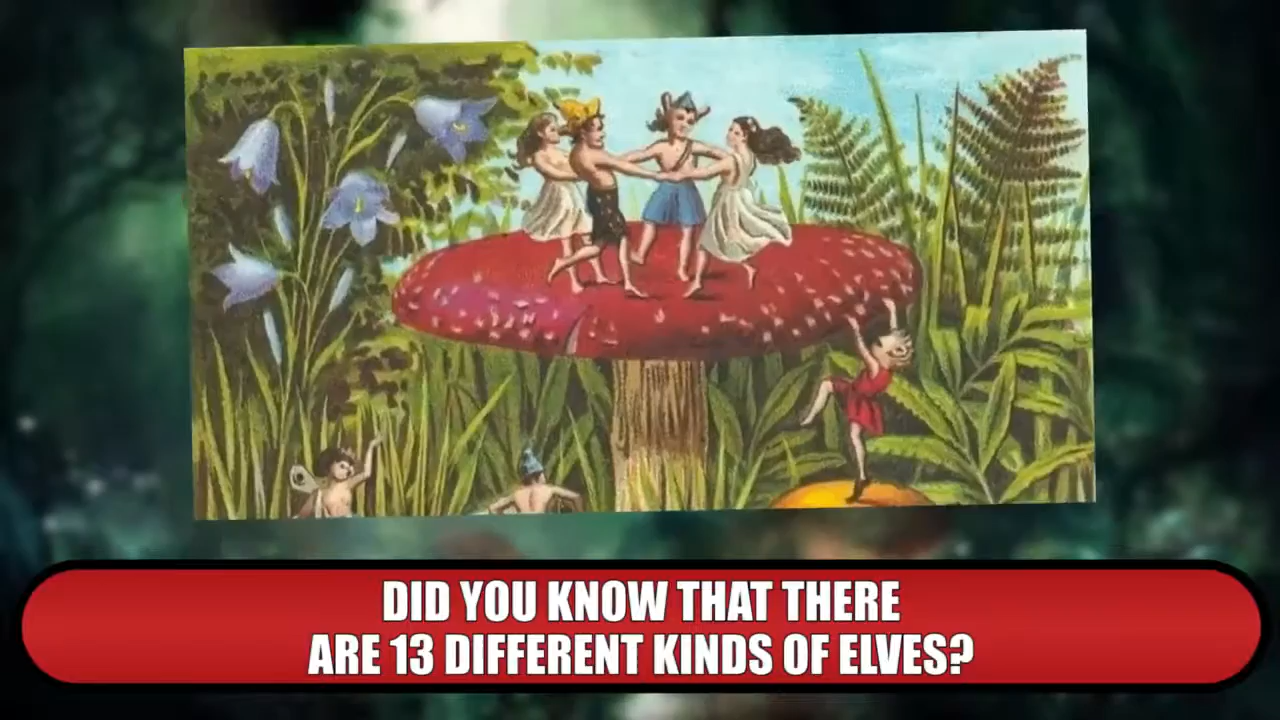 DID YOU KNOW THAT THERE
ARE 13 DIFFERENT KINDS OF ELVES?